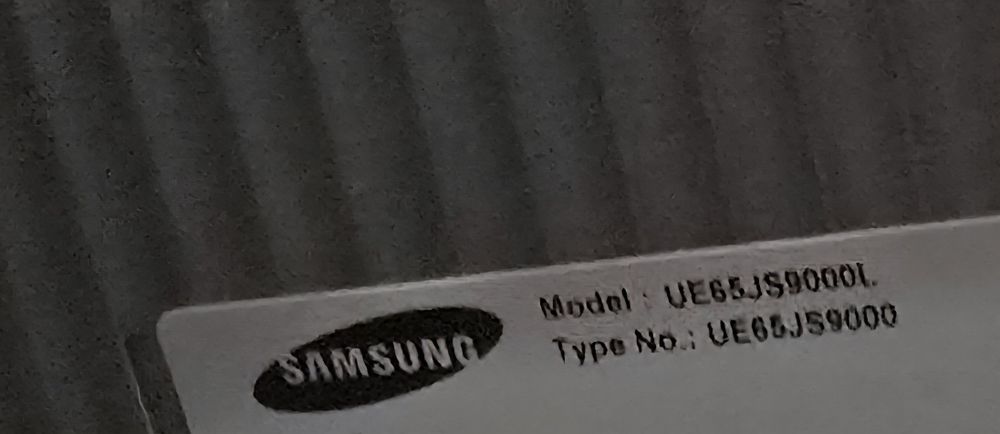 SAMSUNG
Model : UE65JS9000L
Type No.: UE65JS9000